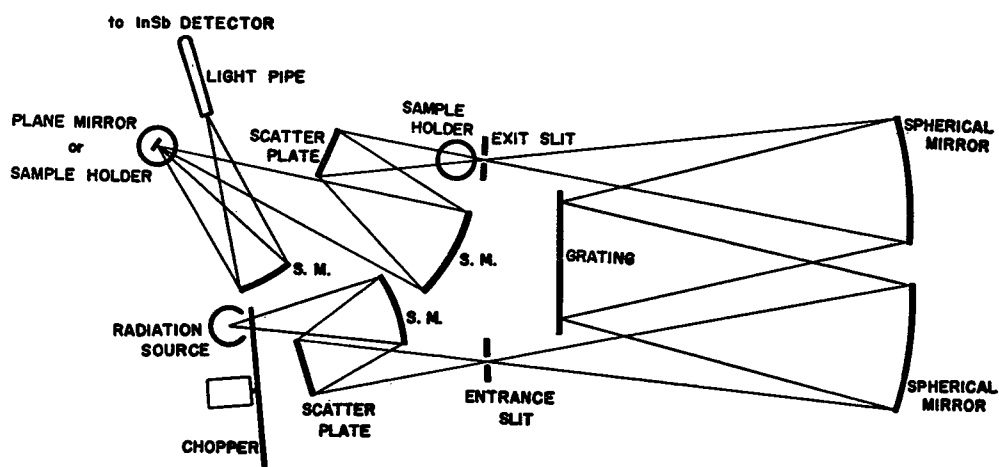 to InSb DETECTOR
LIGHT PIPE
PLANE MIRROR
or
SAMPLE HOLDER
SCATTER
PLATE
SAMPLE
HOLDER
EXIT SLIT
SPHERICAL
MIRROR
GRATING
S. M.
S. M.
S. M.
RADIATION
SOURCE
CHOPPER
SCATTER
PLATE
ENTRANCE
SLIT
SPHERICAL
MIRROR